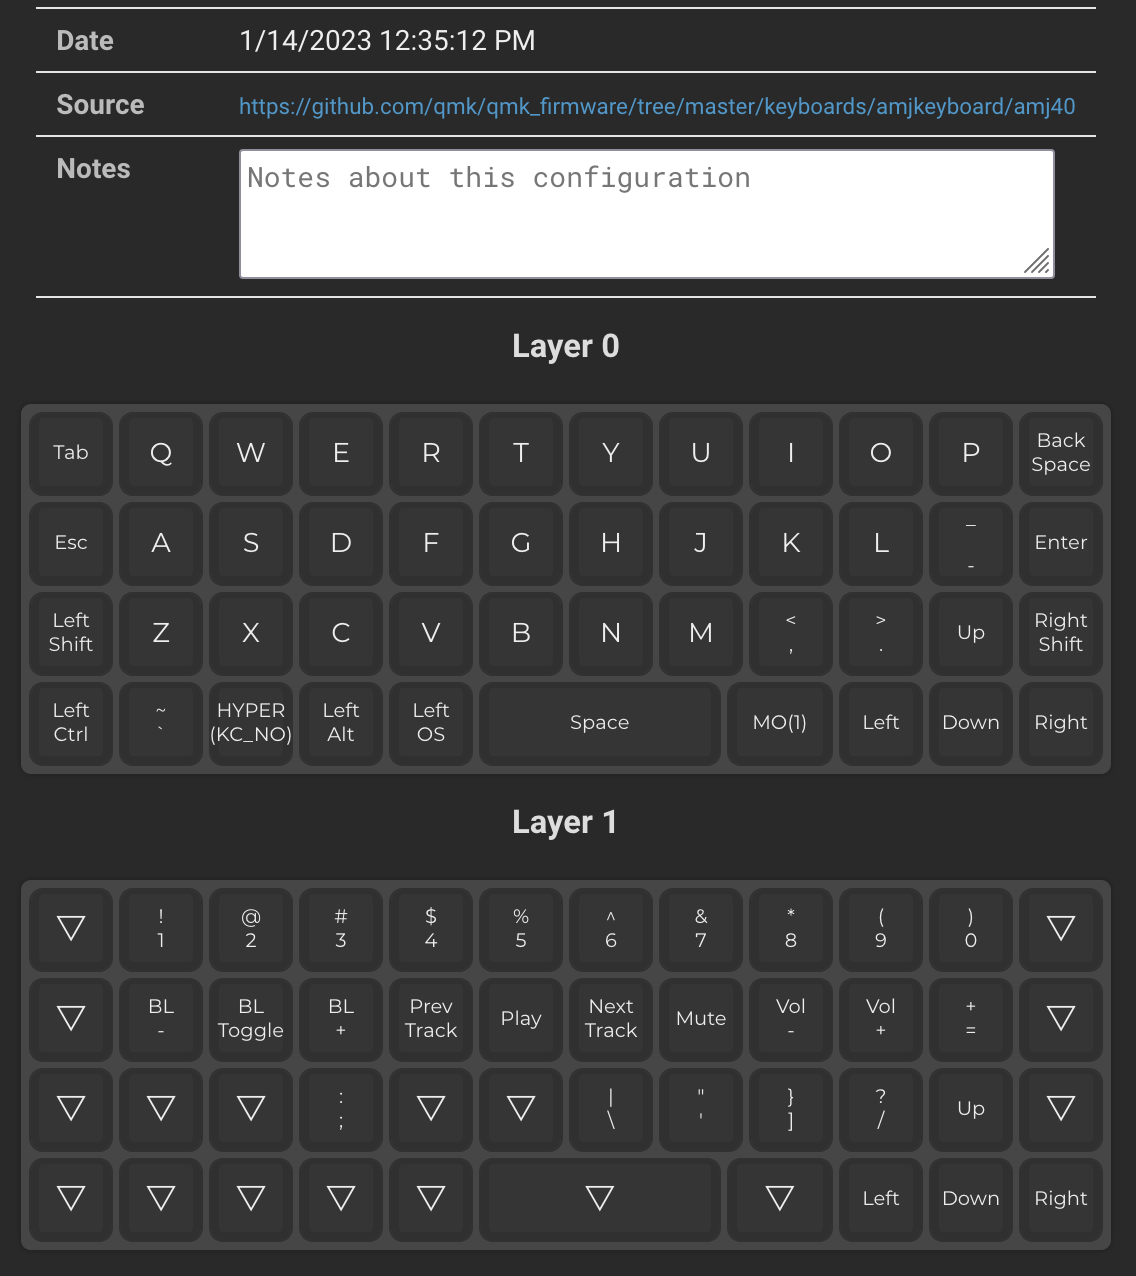 Date 1/14/2023 12:35:12 PM
Source https://github.com/qmk/qmk_firmware/tree/master/keyboards/amjkeyboard/amj40
Notes Notes about this configuration
Layer 0
Tab Q W E R T Y U I O P Back Space
Esc A S D F G H J K L _ - Enter
Left Shift Z X C V B N M < , > . Up Right Shift
Left Ctrl ~ ` HYPER (KC_NO) Left Alt Left OS Space MO(1) Left Down Right
Layer 1
▽ ! 1 @ 2 # 3 $ 4 % 5 ^ 6 & 7 * 8 ( 9 ) 0 ▽
▽ BL - BL Toggle BL + Prev Track Play Next Track Mute Vol - Vol + + = ▽
▽ ▽ ▽ : ; ▽ ▽ | \ " ' } ] ? / Up ▽
▽ ▽ ▽ ▽ ▽ ▽ ▽ Left Down Right